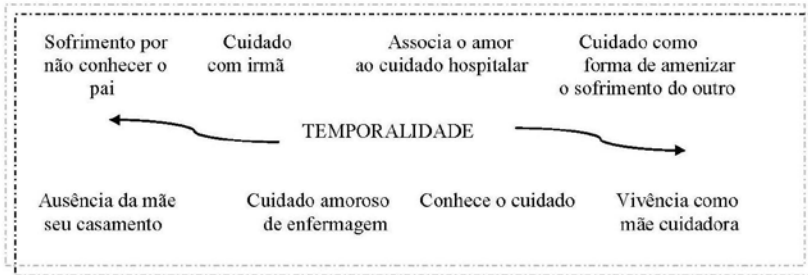 Sofrimento por
não conhecer o
pai
Cuidado
com irmã
Associa o amor
ao cuidado hospitalar
Cuidado como
forma de amenizar
o sofrimento do outro
TEMPORALIDADE
Ausência da mãe
seu casamento
Cuidado amoroso
de enfermagem
Conhece o cuidado
Vivência como
mãe cuidadora